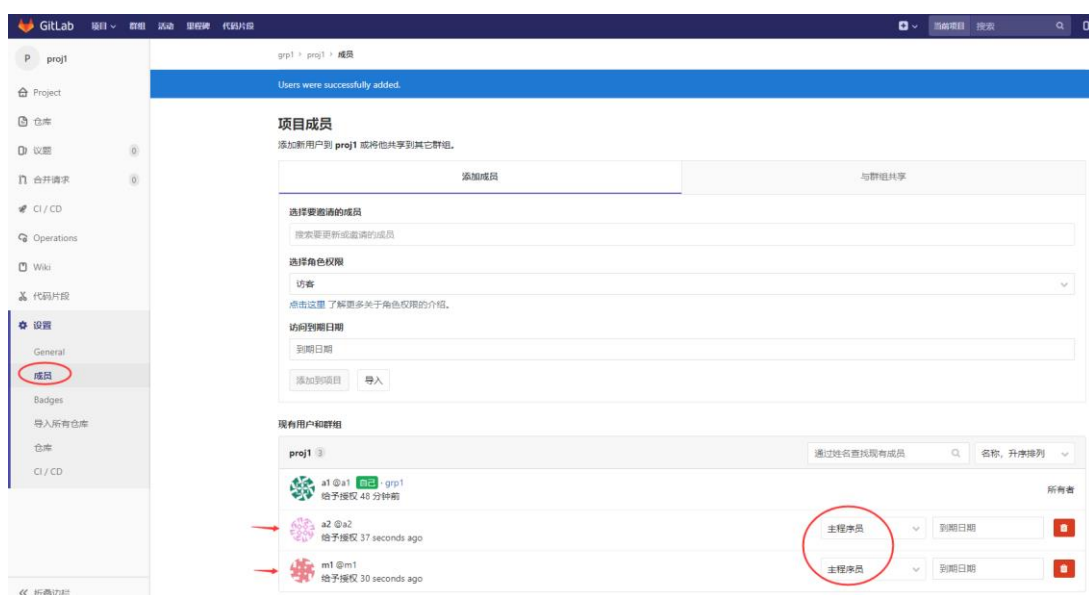 GitLab 项目 群组 活动 里程碑 代码片段 当前项目 搜索
P proj1
grp1 › proj1 › 成员
Users were successfully added.
Project
仓库
议题 0
合并请求 0
CI / CD
Operations
Wiki
代码片段
设置
General
成员
Badges
导入所有仓库
仓库
CI / CD
折叠边栏
项目成员
添加新用户到 proj1 或将他共享到其它群组。
添加成员 与群组共享
选择要邀请的成员
搜索要更新或邀请的成员
选择角色权限
访客
点击这里 了解更多关于角色权限的介绍。
访问到期日期
到期日期
添加到项目 导入
现有用户和群组
proj1 3 通过姓名查找现有成员 名称，升序排列
a1 @a1 自己 · grp1
给予授权 48 分钟前 所有者
a2 @a2
给予授权 37 seconds ago 主程序员 到期日期
m1 @m1
给予授权 30 seconds ago 主程序员 到期日期